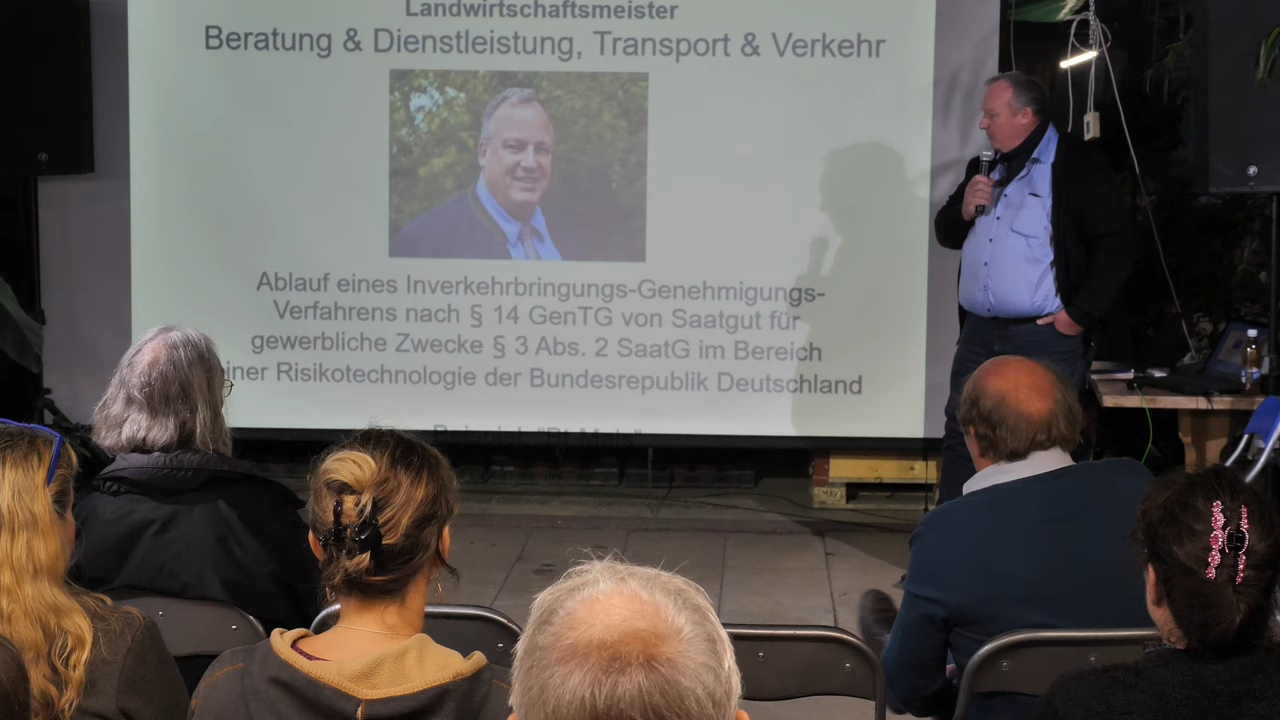 Landwirtschaftsmeister
Beratung & Dienstleistung, Transport & Verkehr
Ablauf eines Inverkehrbringungs-Genehmigungs-
Verfahrens nach § 14 GenTG von Saatgut für
gewerbliche Zwecke § 3 Abs. 2 SaatG im Bereich
einer Risikotechnologie der Bundesrepublik Deutschland